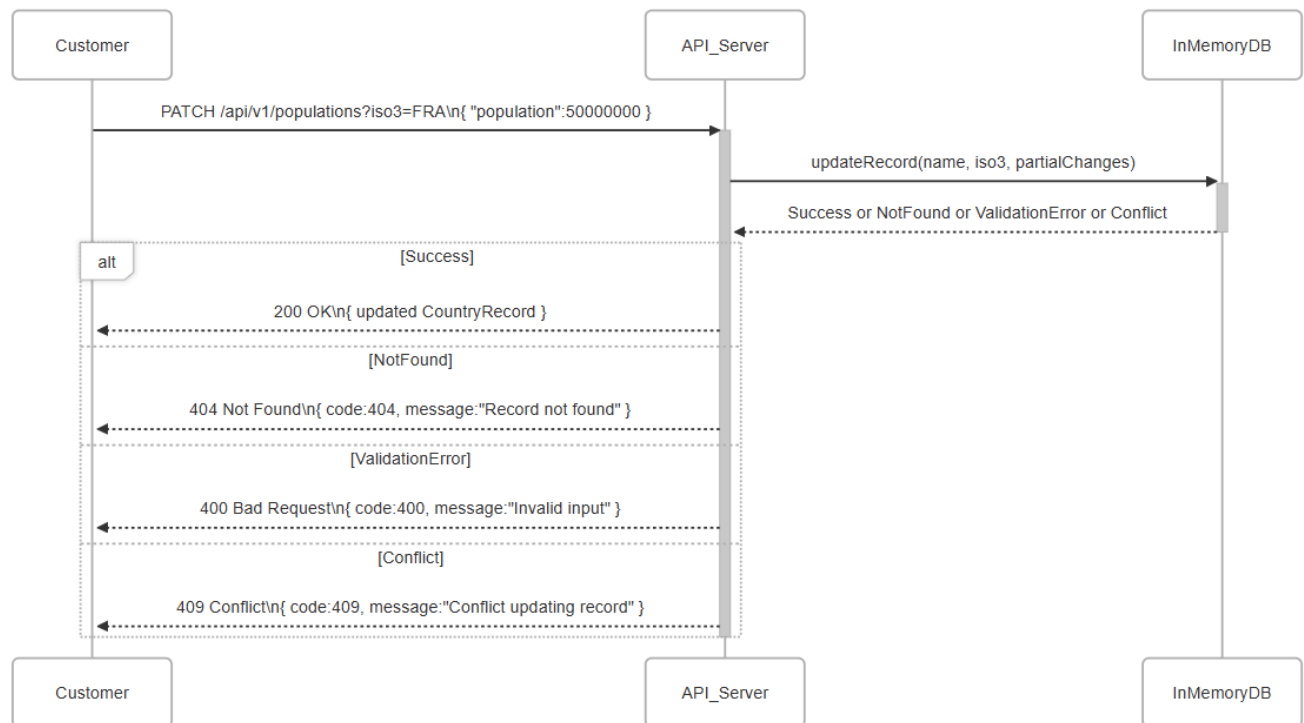 Customer
API_Server
InMemoryDB
PATCH /api/v1/populations?iso3=FRA\n{ "population":50000000 }
updateRecord(name, iso3, partialChanges)
Success or NotFound or ValidationError or Conflict
alt
[Success]
200 OK\n{ updated CountryRecord }
[NotFound]
404 Not Found\n{ code:404, message:"Record not found" }
[ValidationError]
400 Bad Request\n{ code:400, message:"Invalid input" }
[Conflict]
409 Conflict\n{ code:409, message:"Conflict updating record" }
Customer
API_Server
InMemoryDB